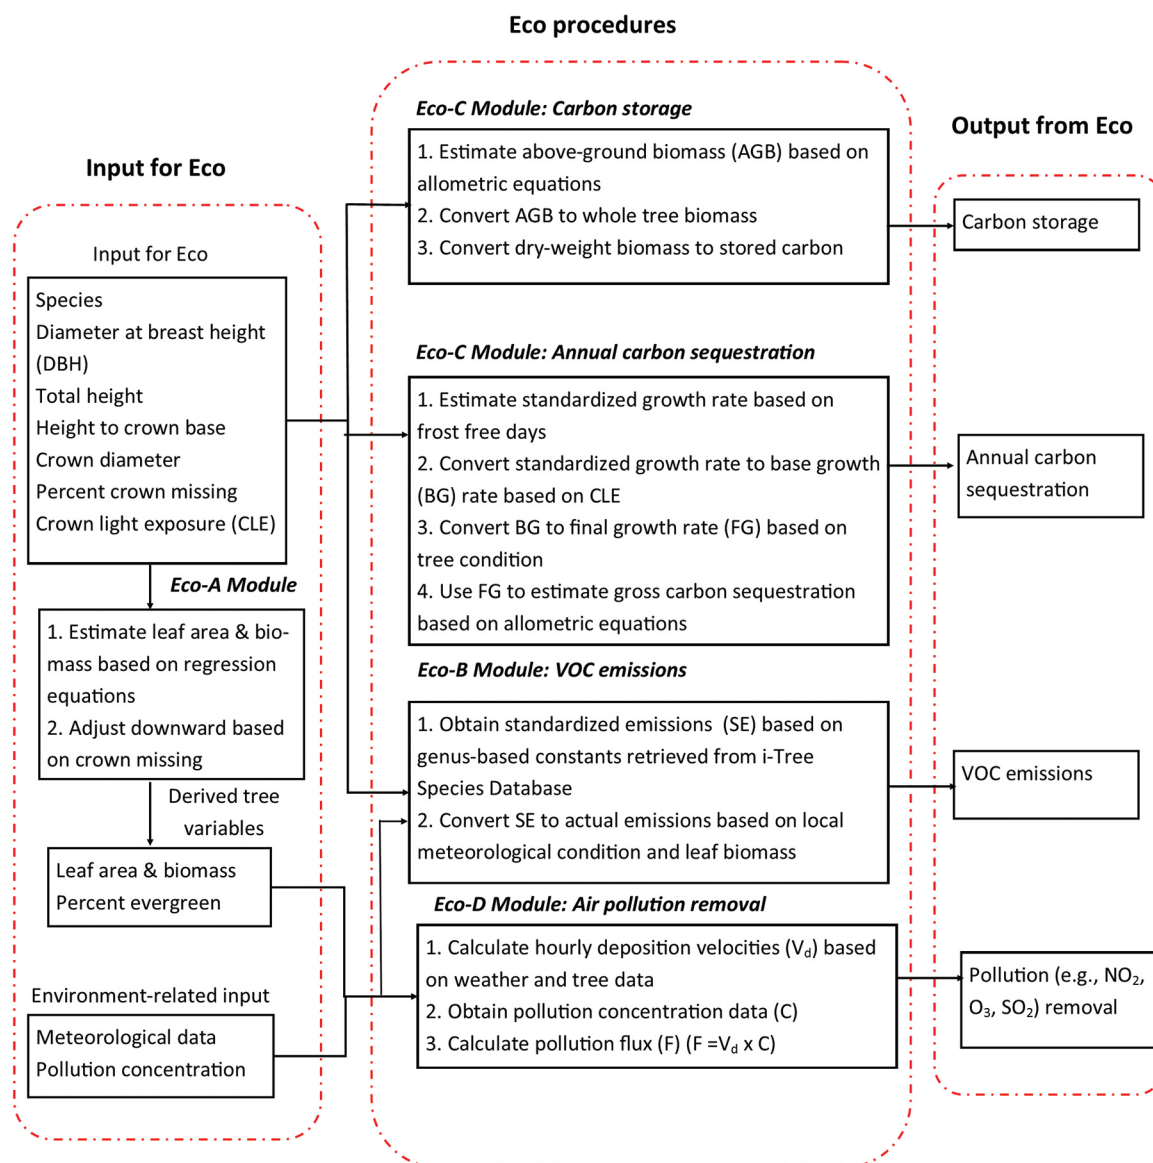 Eco procedures
Input for Eco
Input for Eco
Species
Diameter at breast height
(DBH)
Total height
Height to crown base
Crown diameter
Percent crown missing
Crown light exposure (CLE)
Eco-A Module
1. Estimate leaf area & bio-
mass based on regression
equations
2. Adjust downward based
on crown missing
Derived tree
variables
Leaf area & biomass
Percent evergreen
Environment-related input
Meteorological data
Pollution concentration
Eco-C Module: Carbon storage
1. Estimate above-ground biomass (AGB) based on
allometric equations
2. Convert AGB to whole tree biomass
3. Convert dry-weight biomass to stored carbon
Eco-C Module: Annual carbon sequestration
1. Estimate standardized growth rate based on
frost free days
2. Convert standardized growth rate to base growth
(BG) rate based on CLE
3. Convert BG to final growth rate (FG) based on
tree condition
4. Use FG to estimate gross carbon sequestration
based on allometric equations
Eco-B Module: VOC emissions
1. Obtain standardized emissions (SE) based on
genus-based constants retrieved from i-Tree
Species Database
2. Convert SE to actual emissions based on local
meteorological condition and leaf biomass
Eco-D Module: Air pollution removal
1. Calculate hourly deposition velocities (V_d) based
on weather and tree data
2. Obtain pollution concentration data (C)
3. Calculate pollution flux (F) (F =V_d x C)
Output from Eco
Carbon storage
Annual carbon
sequestration
VOC emissions
Pollution (e.g., NO₂,
O₃, SO₂) removal